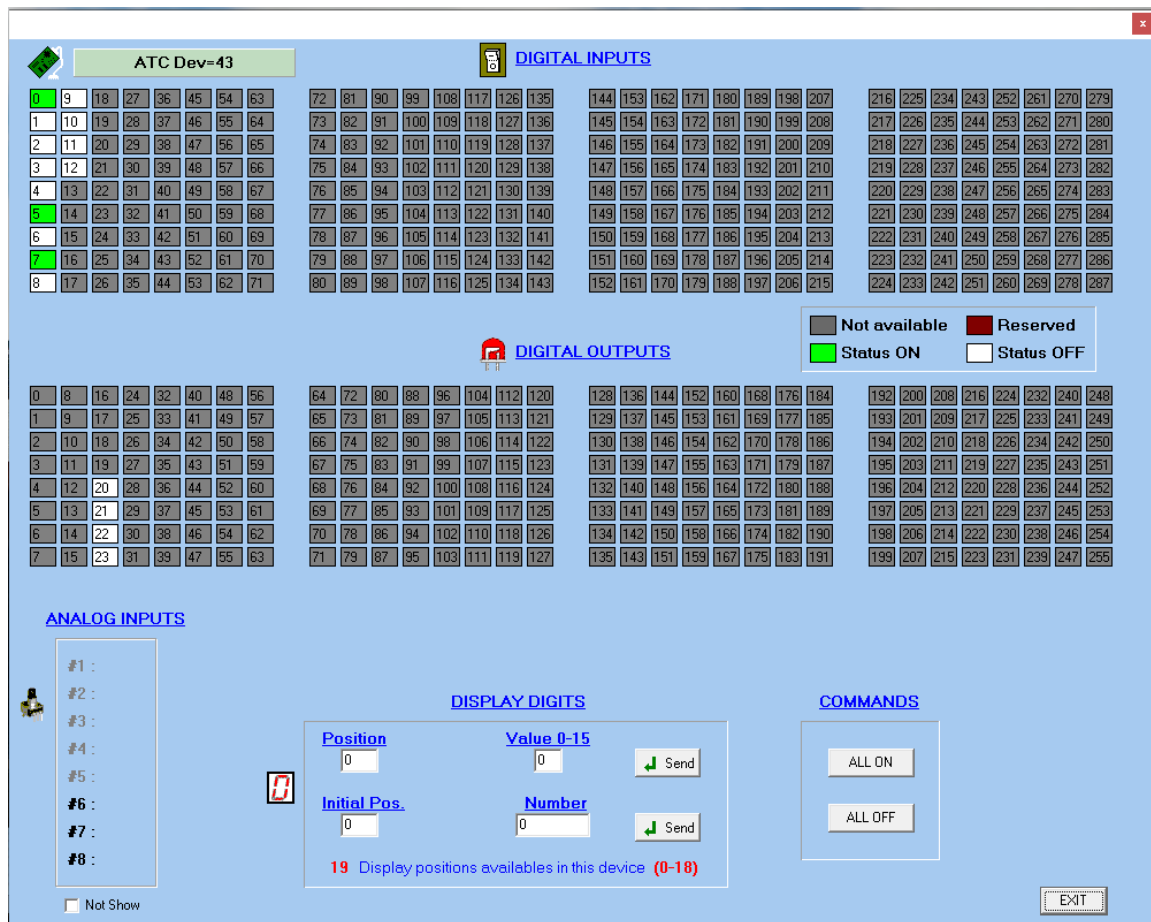 x
ATC Dev=43
DIGITAL INPUTS
0 9 18 27 36 45 54 63 72 81 90 99 108 117 126 135 144 153 162 171 180 189 198 207 216 225 234 243 252 261 270 279
1 10 19 28 37 46 55 64 73 82 91 100 109 118 127 136 145 154 163 172 181 190 199 208 217 226 235 244 253 262 271 280
2 11 20 29 38 47 56 65 74 83 92 101 110 119 128 137 146 155 164 173 182 191 200 209 218 227 236 245 254 263 272 281
3 12 21 30 39 48 57 66 75 84 93 102 111 120 129 138 147 156 165 174 183 192 201 210 219 228 237 246 255 264 273 282
4 13 22 31 40 49 58 67 76 85 94 103 112 121 130 139 148 157 166 175 184 193 202 211 220 229 238 247 256 265 274 283
5 14 23 32 41 50 59 68 77 86 95 104 113 122 131 140 149 158 167 176 185 194 203 212 221 230 239 248 257 266 275 284
6 15 24 33 42 51 60 69 78 87 96 105 114 123 132 141 150 159 168 177 186 195 204 213 222 231 240 249 258 267 276 285
7 16 25 34 43 52 61 70 79 88 97 106 115 124 133 142 151 160 169 178 187 196 205 214 223 232 241 250 259 268 277 286
8 17 26 35 44 53 62 71 80 89 98 107 116 125 134 143 152 161 170 179 188 197 206 215 224 233 242 251 260 269 278 287
Not available Reserved
Status ON Status OFF
DIGITAL OUTPUTS
0 8 16 24 32 40 48 56 64 72 80 88 96 104 112 120 128 136 144 152 160 168 176 184 192 200 208 216 224 232 240 248
1 9 17 25 33 41 49 57 65 73 81 89 97 105 113 121 129 137 145 153 161 169 177 185 193 201 209 217 225 233 241 249
2 10 18 26 34 42 50 58 66 74 82 90 98 106 114 122 130 138 146 154 162 170 178 186 194 202 210 218 226 234 242 250
3 11 19 27 35 43 51 59 67 75 83 91 99 107 115 123 131 139 147 155 163 171 179 187 195 203 211 219 227 235 243 251
4 12 20 28 36 44 52 60 68 76 84 92 100 108 116 124 132 140 148 156 164 172 180 188 196 204 212 220 228 236 244 252
5 13 21 29 37 45 53 61 69 77 85 93 101 109 117 125 133 141 149 157 165 173 181 189 197 205 213 221 229 237 245 253
6 14 22 30 38 46 54 62 70 78 86 94 102 110 118 126 134 142 150 158 166 174 182 190 198 206 214 222 230 238 246 254
7 15 23 31 39 47 55 63 71 79 87 95 103 111 119 127 135 143 151 159 167 175 183 191 199 207 215 223 231 239 247 255
ANALOG INPUTS
#1 :
#2 :
#3 :
#4 :
#5 :
#6 :
#7 :
#8 :
Not Show
DISPLAY DIGITS
Position Value 0-15
0 0 Send
0
Initial Pos. Number
0 0 Send
19 Display positions availables in this device (0-18)
COMMANDS
ALL ON
ALL OFF
EXIT